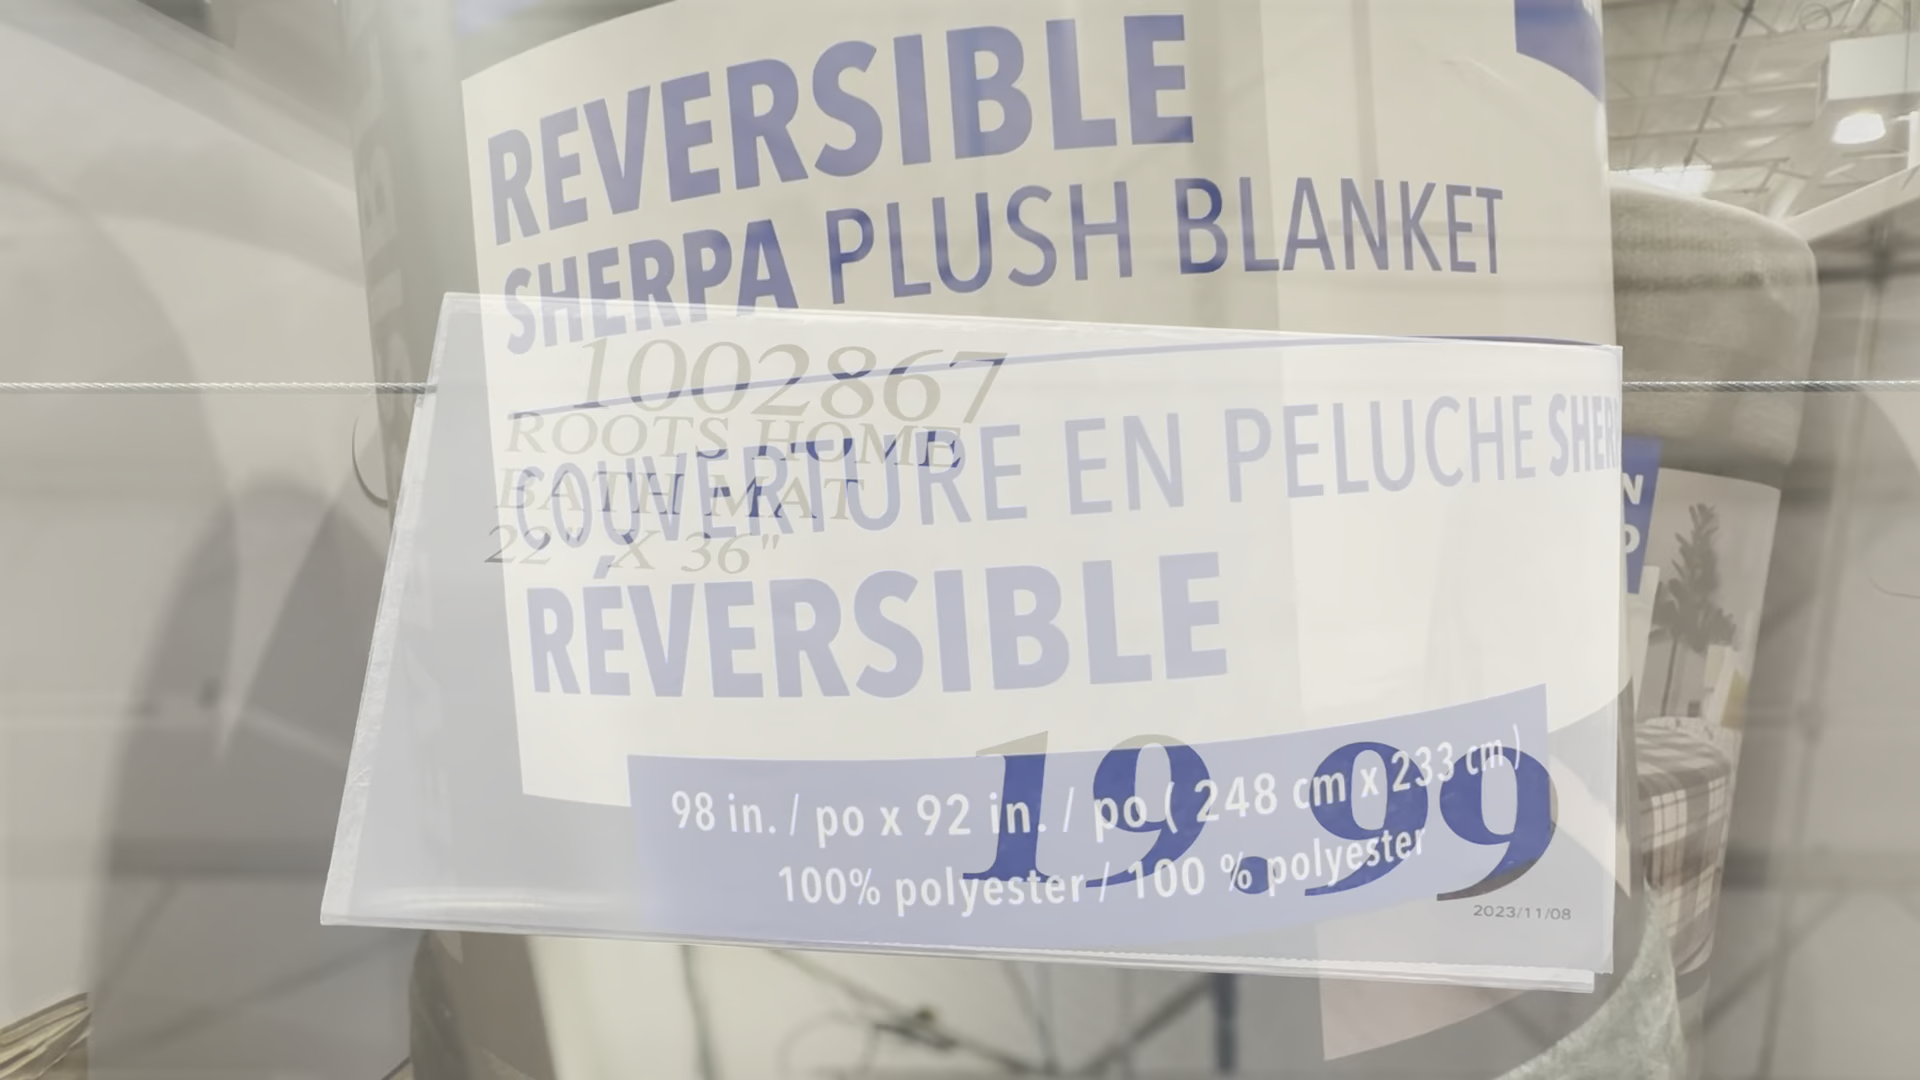 REVERSIBLE
SHERPA PLUSH BLANKET
1002867
ROOTS HOME
BATH MAT
22" X 36"
COUVERTURE EN PELUCHE SHER
RÉVERSIBLE
19.99
98 in. / po x 92 in. / po ( 248 cm x 233 cm )
100% polyester / 100 % polyester
2023/11/08